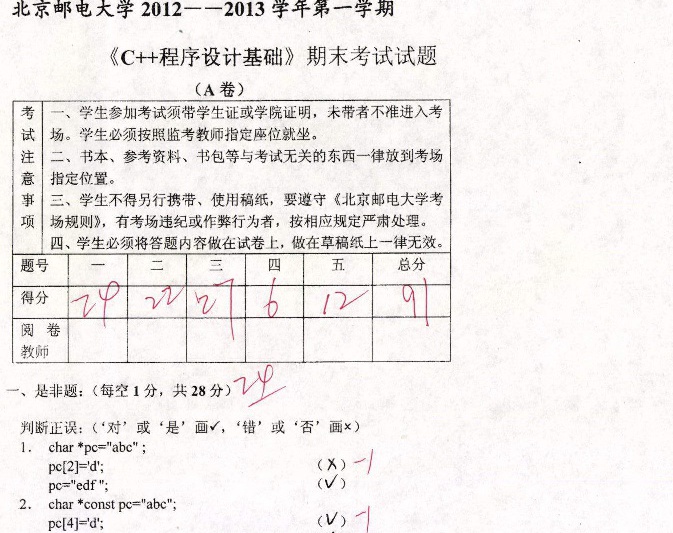 北京邮电大学 2012——2013 学年第一学期
《C++程序设计基础》期末考试试题
（A 卷）
考试注意事项
一、学生参加考试须带学生证或学院证明，未带者不准进入考
场。学生必须按照监考教师指定座位就坐。
二、书本、参考资料、书包等与考试无关的东西一律放到考场
指定位置。
三、学生不得另行携带、使用稿纸，要遵守《北京邮电大学考
场规则》，有考场违纪或作弊行为者，按相应规定严肃处理。
四、学生必须将答题内容做在试卷上，做在草稿纸上一律无效。
题号 一 二 三 四 五 总分
得分 24 22 27 6 12 91
阅 卷
教师
一、是非题：（每空 1 分，共 28 分） 24
判断正误：（‘对’或‘是’画✓，‘错’或‘否’画×）
1. char *pc="abc" ;
pc[2]='d'; （×） -1
pc="edf "; （✓）
2. char *const pc="abc";
pc[4]='d'; （✓） -1